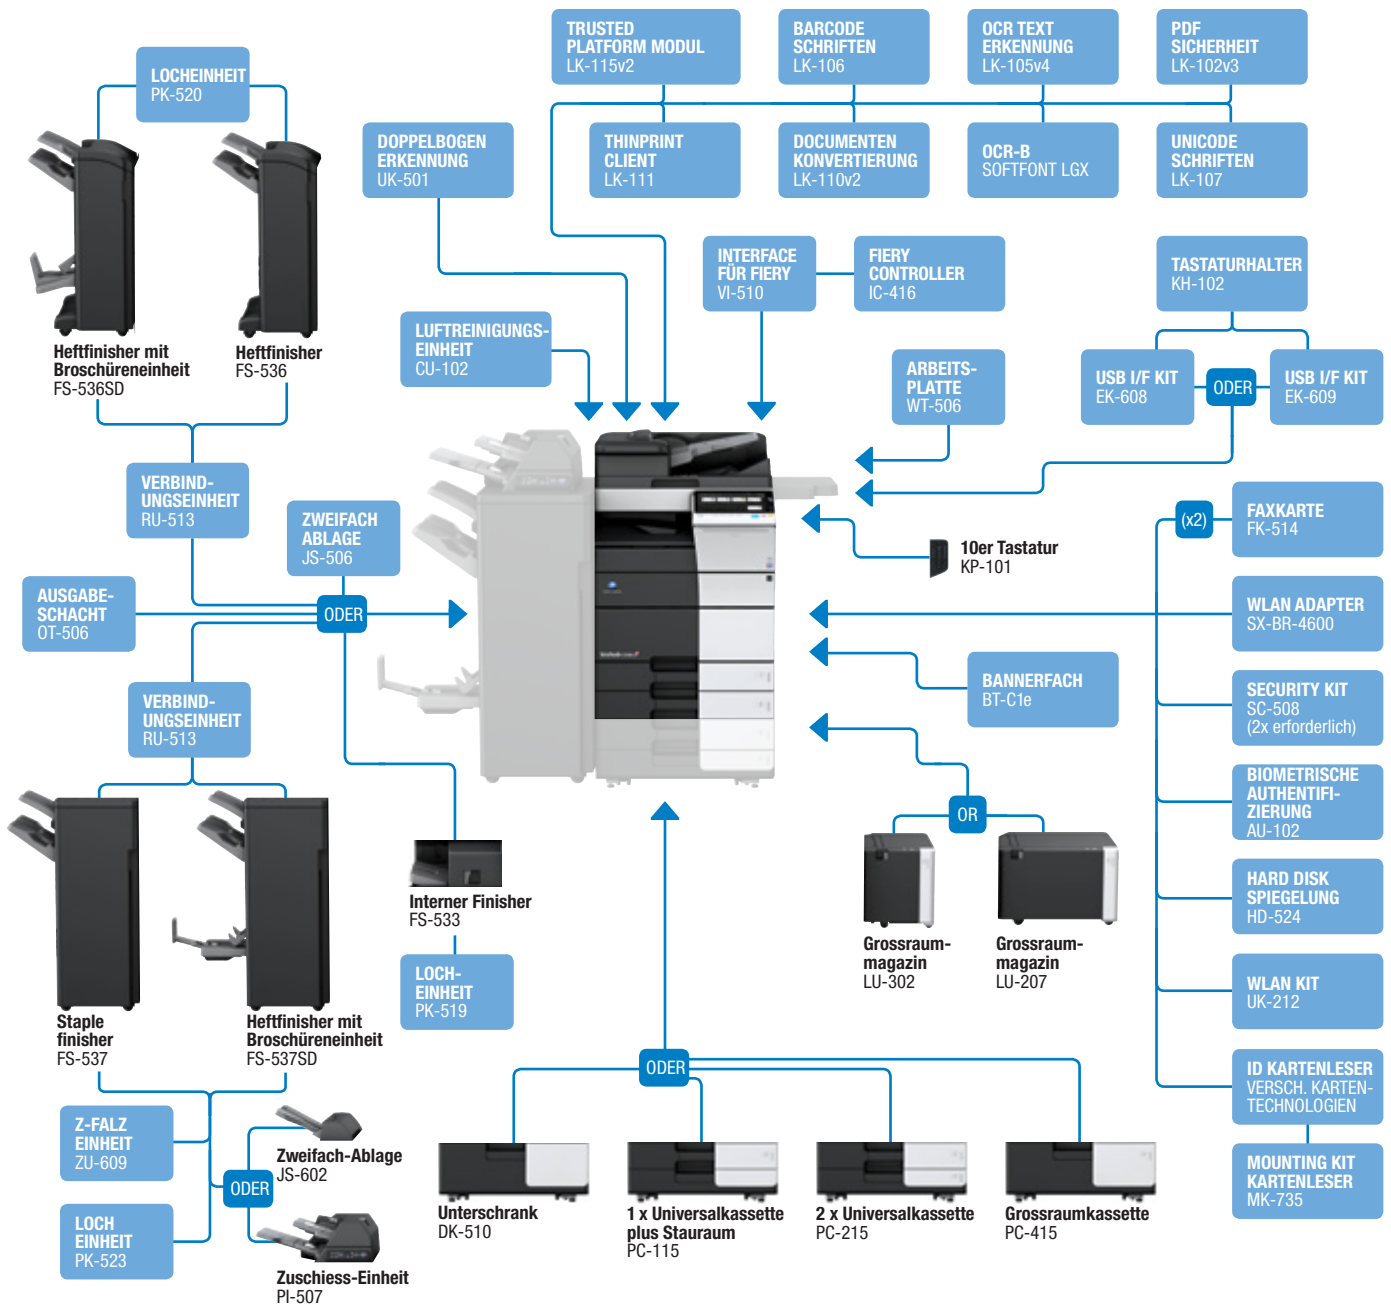 TRUSTED
PLATFORM MODUL
LK-115v2
BARCODE
SCHRIFTEN
LK-106
OCR TEXT
ERKENNUNG
LK-105v4
PDF
SICHERHEIT
LK-102v3
LOCHEINHEIT
PK-520
DOPPELBOGEN
ERKENNUNG
UK-501
THINPRINT
CLIENT
LK-111
DOCUMENTEN
KONVERTIERUNG
LK-110v2
OCR-B
SOFTFONT LGX
UNICODE
SCHRIFTEN
LK-107
INTERFACE
FÜR FIERY
VI-510
FIERY
CONTROLLER
IC-416
TASTATURHALTER
KH-102
Heftfinisher mit
Broschüreneinheit
FS-536SD
Heftfinisher
FS-536
LUFTREINIGUNGS-
EINHEIT
CU-102
ARBEITS-
PLATTE
WT-506
USB I/F KIT
EK-608
ODER
USB I/F KIT
EK-609
VERBIND-
UNGSEINHEIT
RU-513
ZWEIFACH
ABLAGE
JS-506
(x2)
FAXKARTE
FK-514
10er Tastatur
KP-101
AUSGABE-
SCHACHT
OT-506
ODER
WLAN ADAPTER
SX-BR-4600
BANNERFACH
BT-C1e
SECURITY KIT
SC-508
(2x erforderlich)
VERBIND-
UNGSEINHEIT
RU-513
BIOMETRISCHE
AUTHENTIFI-
ZIERUNG
AU-102
OR
HARD DISK
SPIEGELUNG
HD-524
Interner Finisher
FS-533
Grossraum-
magazin
LU-302
Grossraum-
magazin
LU-207
LOCH-
EINHEIT
PK-519
WLAN KIT
UK-212
Staple
finisher
FS-537
Heftfinisher mit
Broschüreneinheit
FS-537SD
ODER
ID KARTENLESER
VERSCH. KARTEN-
TECHNOLOGIEN
Z-FALZ
EINHEIT
ZU-609
Zweifach-Ablage
JS-602
ODER
MOUNTING KIT
KARTENLESER
MK-735
LOCH
EINHEIT
PK-523
Zuschiess-Einheit
PI-507
Unterschrank
DK-510
1 x Universalkassette
plus Stauraum
PC-115
2 x Universalkassette
PC-215
Grossraumkassette
PC-415